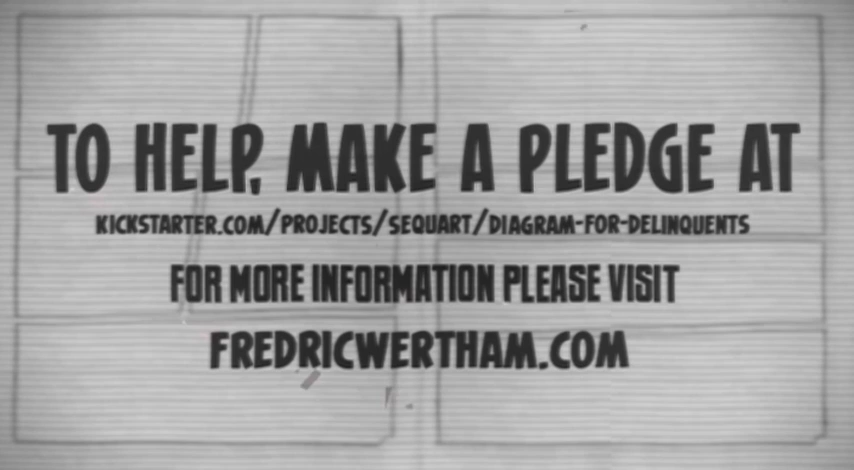 TO HELP, MAKE A PLEDGE AT
KICKSTARTER.COM/PROJECTS/SEQUART/DIAGRAM-FOR-DELINQUENTS
FOR MORE INFORMATION PLEASE VISIT
FREDRICWERTHAM.COM